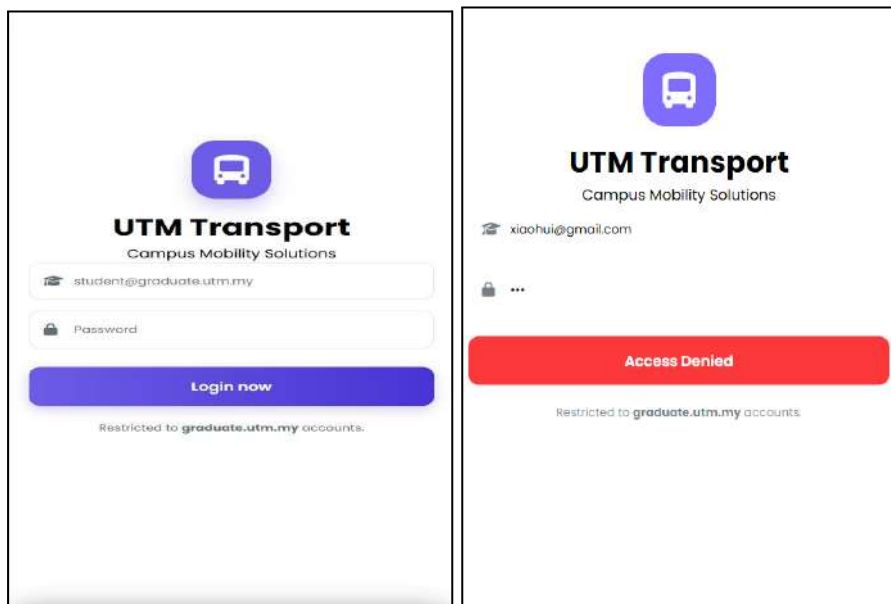 UTM Transport
Campus Mobility Solutions
student@graduate.utm.my
Password
Login now
Restricted to graduate.utm.my accounts.
UTM Transport
Campus Mobility Solutions
xiaohui@gmail.com
•••
Access Denied
Restricted to graduate.utm.my accounts.